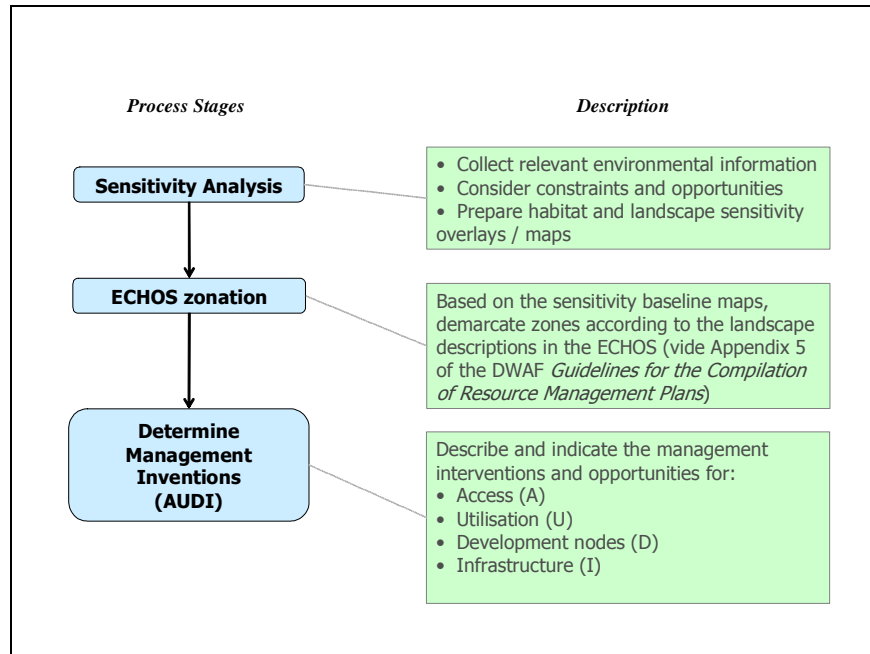 Process Stages
Description
Sensitivity Analysis
• Collect relevant environmental information
• Consider constraints and opportunities
• Prepare habitat and landscape sensitivity
overlays / maps
ECHOS zonation
Based on the sensitivity baseline maps,
demarcate zones according to the landscape
descriptions in the ECHOS (vide Appendix 5
of the DWAF Guidelines for the Compilation
of Resource Management Plans)
Determine
Management
Inventions
(AUDI)
Describe and indicate the management
interventions and opportunities for:
• Access (A)
• Utilisation (U)
• Development nodes (D)
• Infrastructure (I)